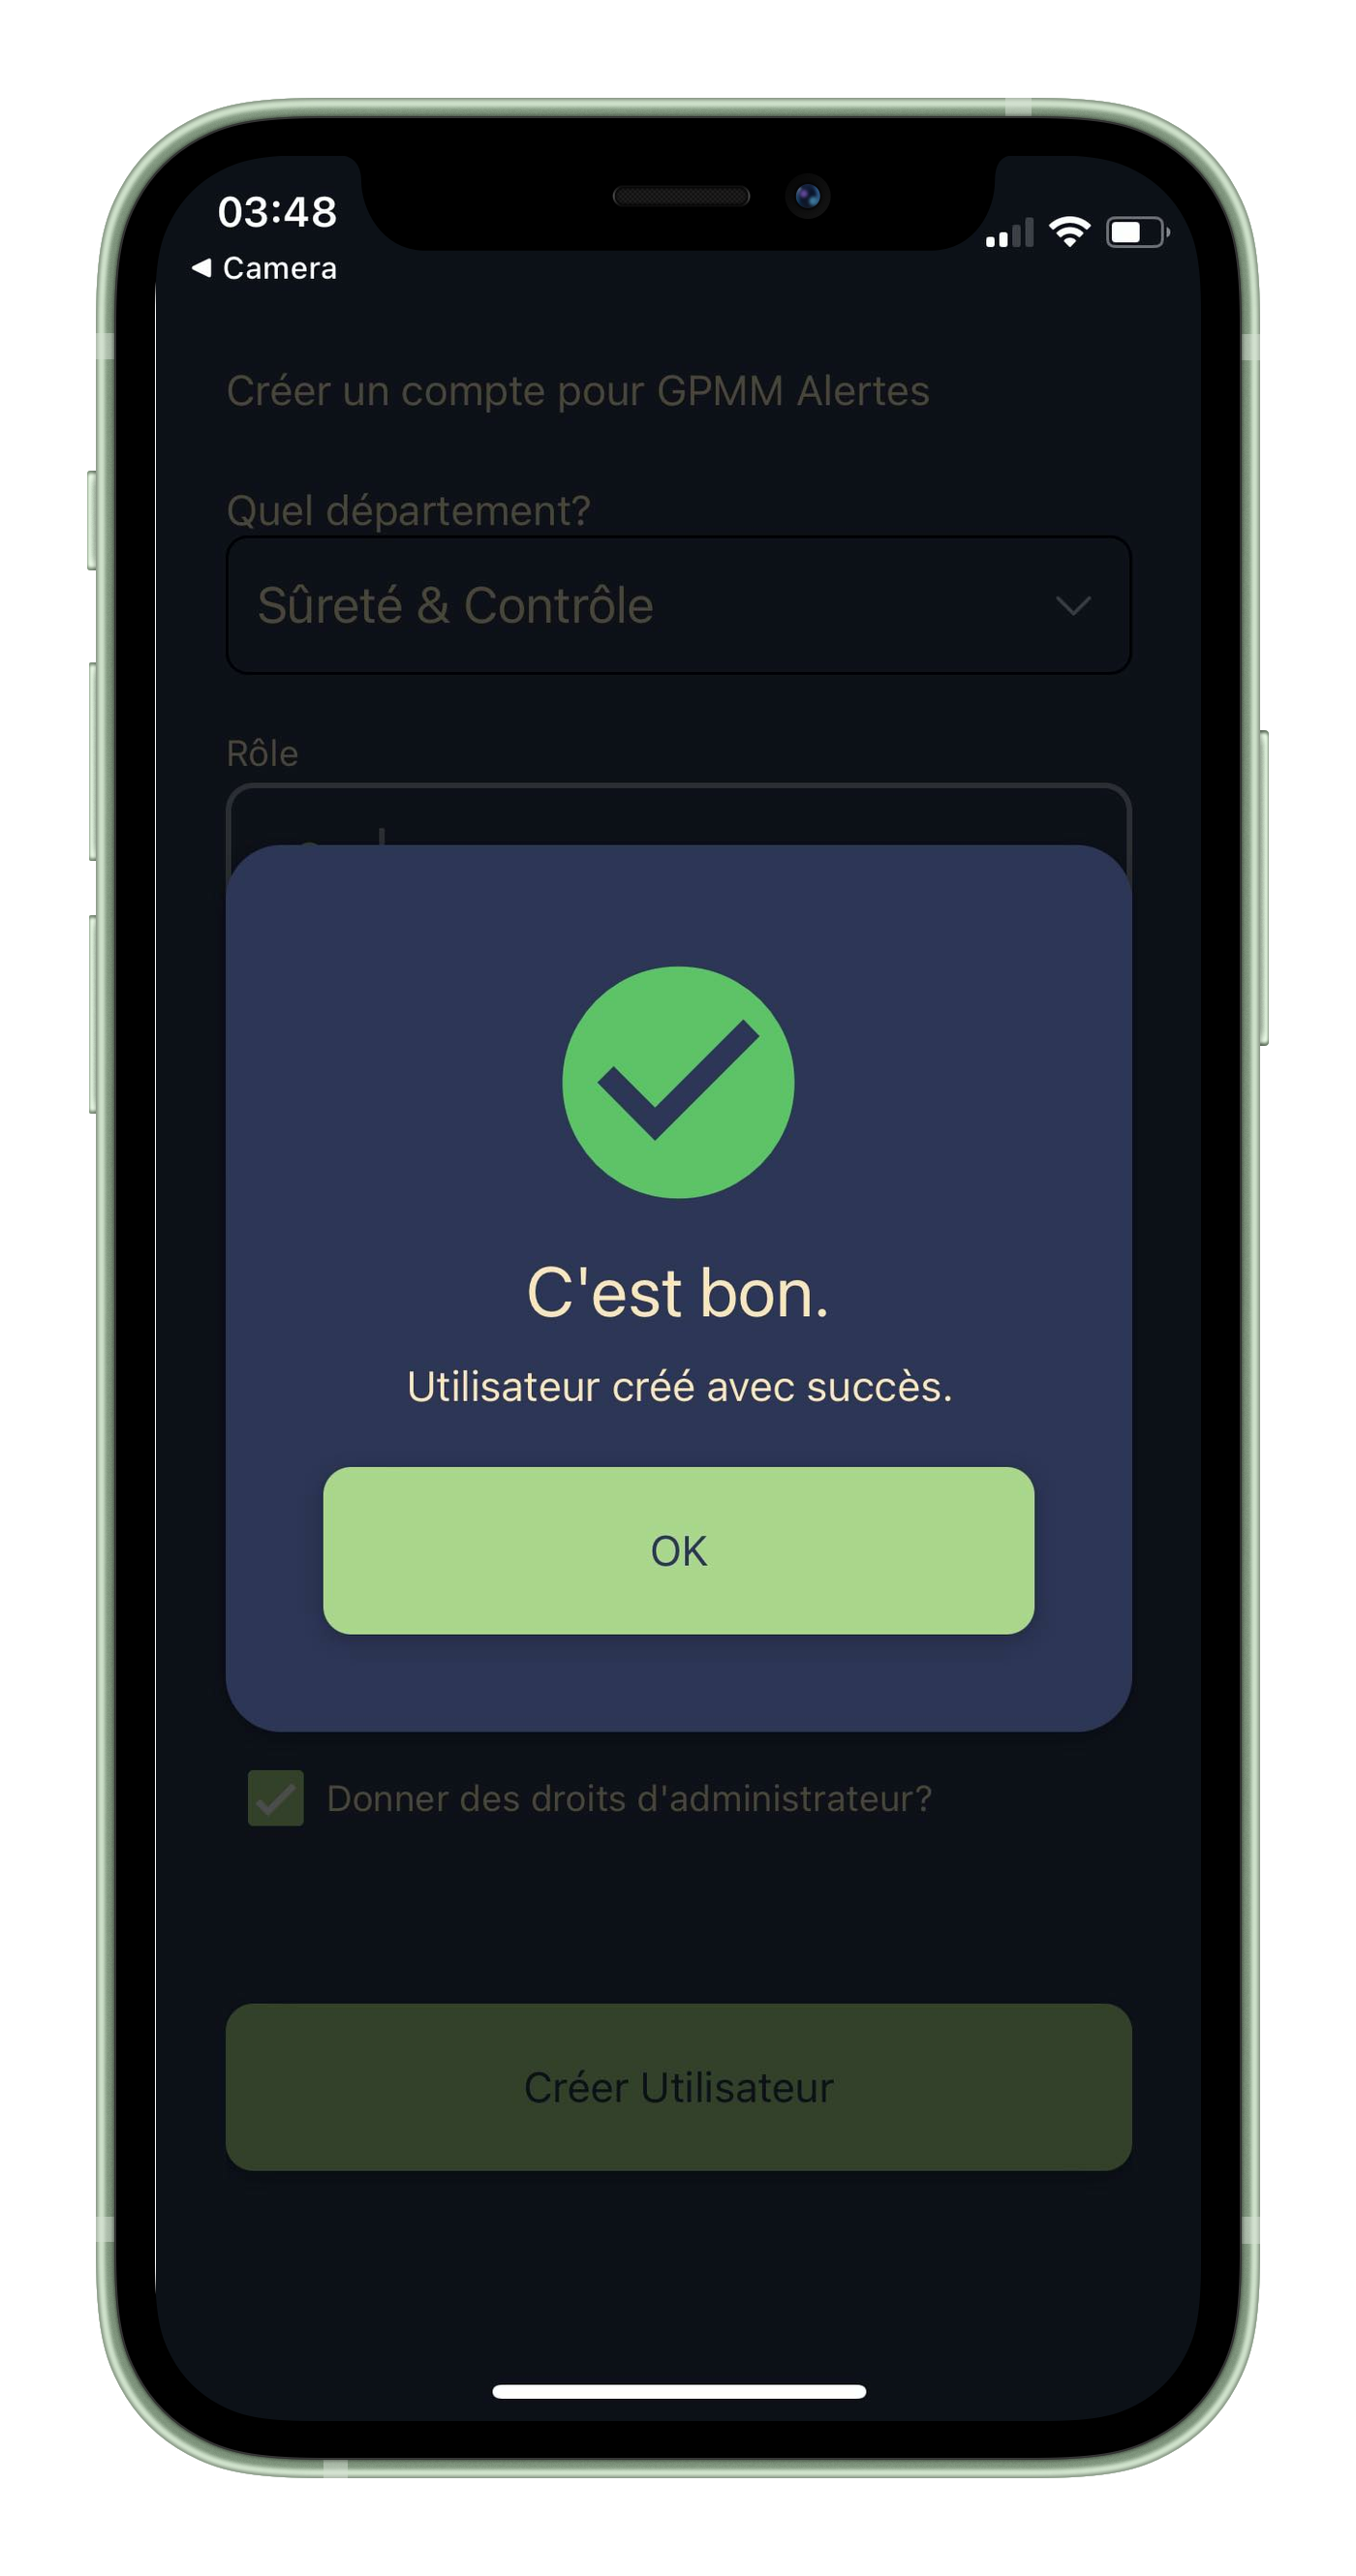 03:48
Camera
Créer un compte pour GPMM Alertes
Quel département?
Sûreté & Contrôle
Rôle
C'est bon.
Utilisateur créé avec succès.
OK
Donner des droits d'administrateur?
Créer Utilisateur